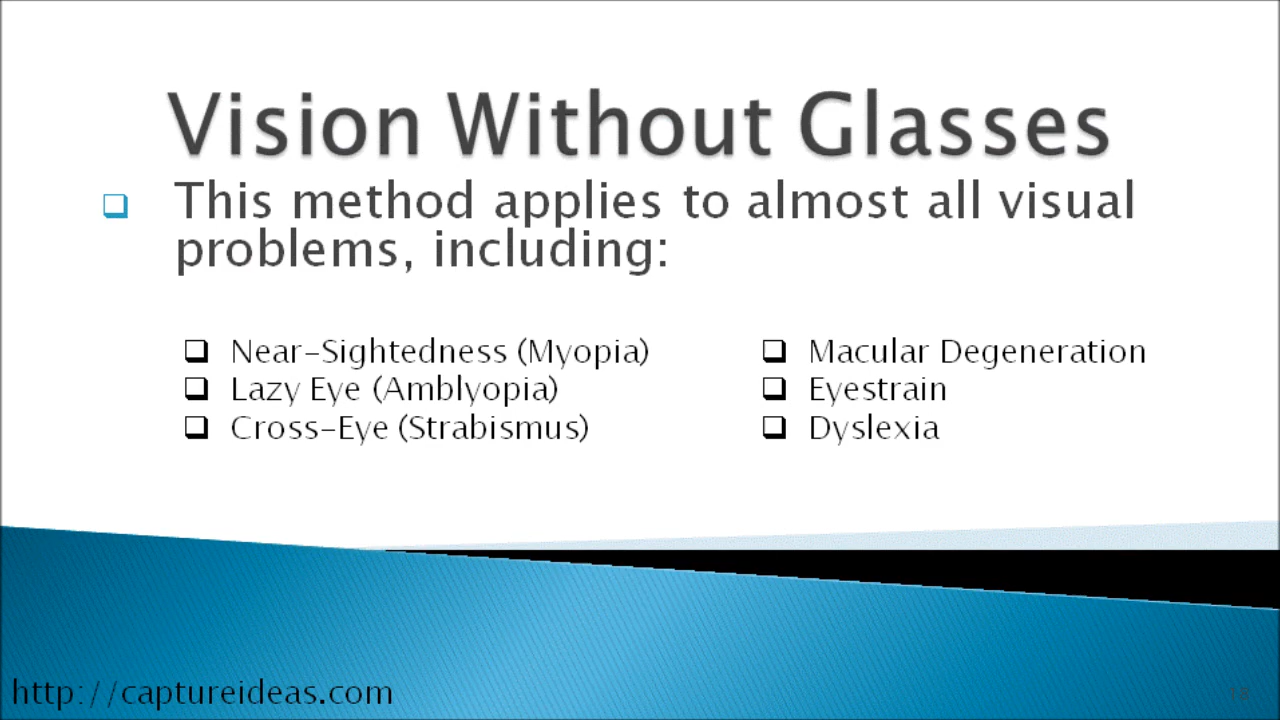 Vision Without Glasses
❑ This method applies to almost all visual
problems, including:
❑ Near-Sightedness (Myopia)
❑ Lazy Eye (Amblyopia)
❑ Cross-Eye (Strabismus)
❑ Macular Degeneration
❑ Eyestrain
❑ Dyslexia
http://captureideas.com